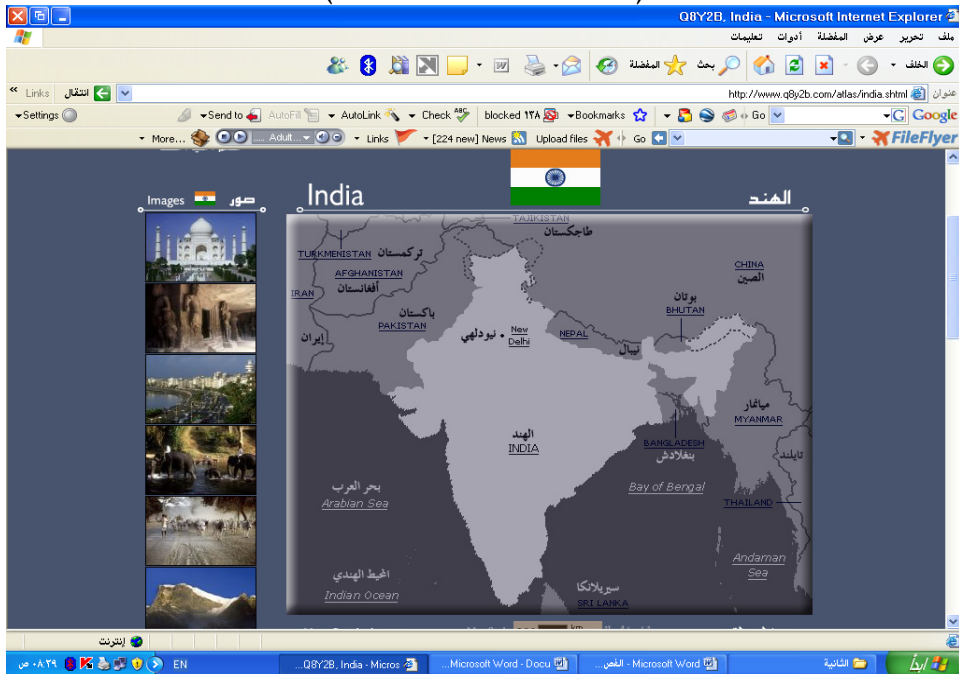 Q8Y2B, India - Microsoft Internet Explorer
ملف تحرير عرض المفضلة أدوات تعليمات
الخلف بحث المفضلة
عنوان http://www.q8y2b.com/atlas/india.shtml انتقال Links
Google Go Bookmarks 138 blocked Check AutoLink AutoFill Send to Settings
FileFlyer Go Upload files News [224 new] Links Adult... More...
India
الهند
Images صور
TAJIKISTAN
طاجكستان
TURKMENISTAN تركمستان
AFGHANISTAN
أفغانستان
IRAN
إيران
باكستان
PAKISTAN
CHINA
الصين
بوتان
BHUTAN
نيودلهي
New
Delhi
NEPAL
نيبال
الهند
INDIA
ميانمار
MYANMAR
BANGLADESH
بنغلادش
تايلند
THAILAND
بحر العرب
Arabian Sea
Bay of Bengal
Andaman
Sea
المحيط الهندي
Indian Ocean
سيريلانكا
SRI LANKA
إنترنت
ابدأ
الثانية
Microsoft Word - الفص...
Microsoft Word - Docu...
Q8Y2B, India - Micros...
EN
٠٨:٢٩ ص